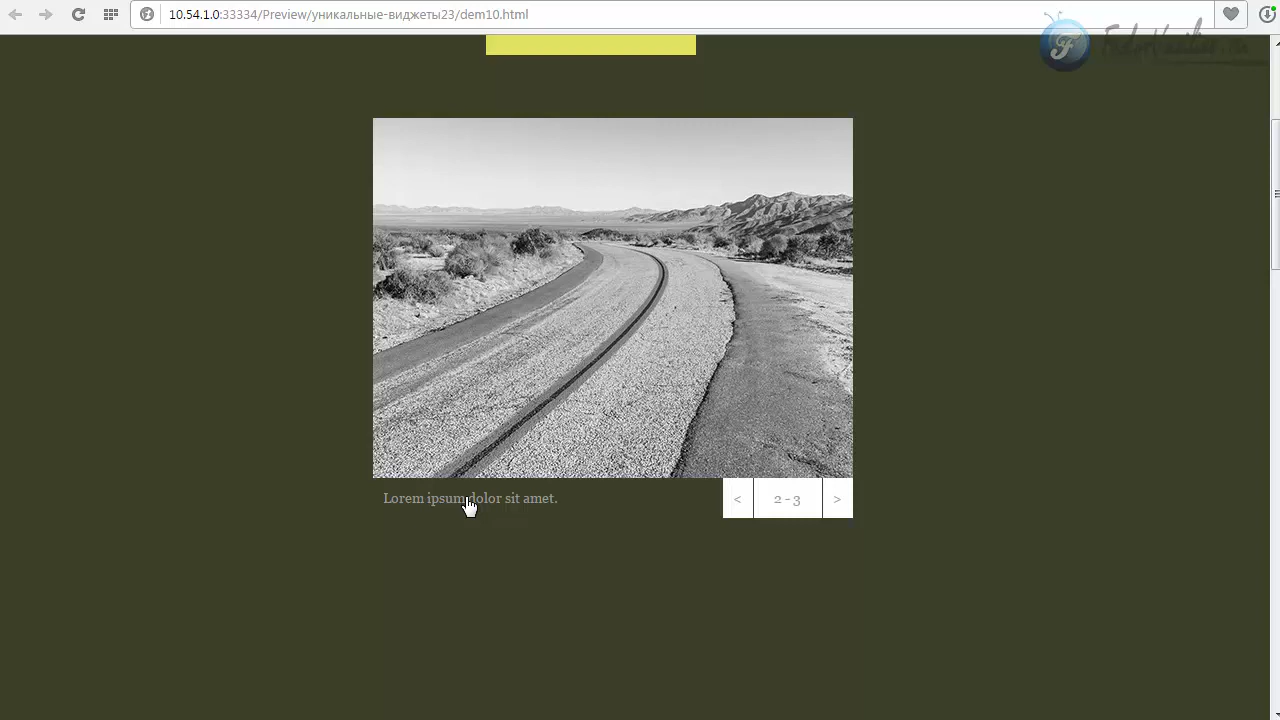 10.54.1.0:33334/Preview/уникальные-виджеты23/dem10.html
Lorem ipsum dolor sit amet.
< 2 - 3 >